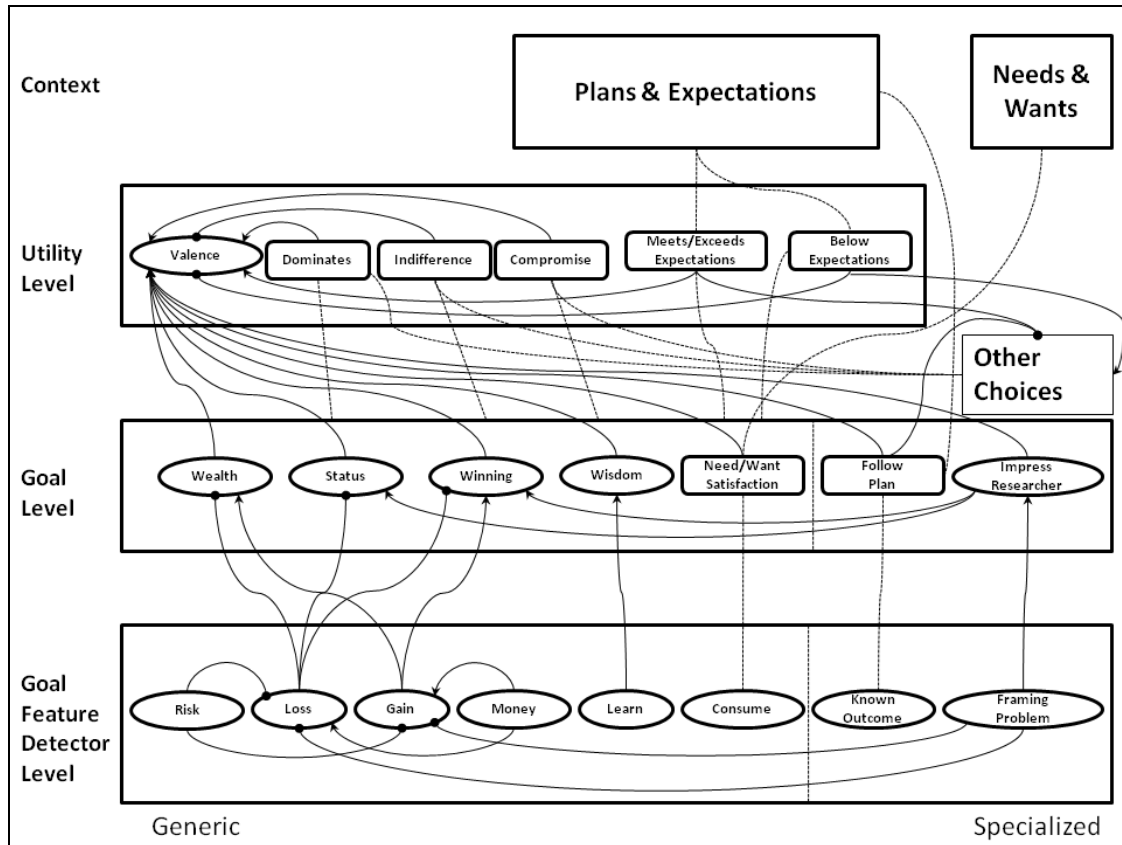 Context
Plans & Expectations
Needs &
Wants
Utility
Level
Valence
Dominates
Indifference
Compromise
Meets/Exceeds
Expectations
Below
Expectations
Other
Choices
Goal
Level
Wealth
Status
Winning
Wisdom
Need/Want
Satisfaction
Follow
Plan
Impress
Researcher
Goal
Feature
Detector
Level
Risk
Loss
Gain
Money
Learn
Consume
Known
Outcome
Framing
Problem
Generic
Specialized